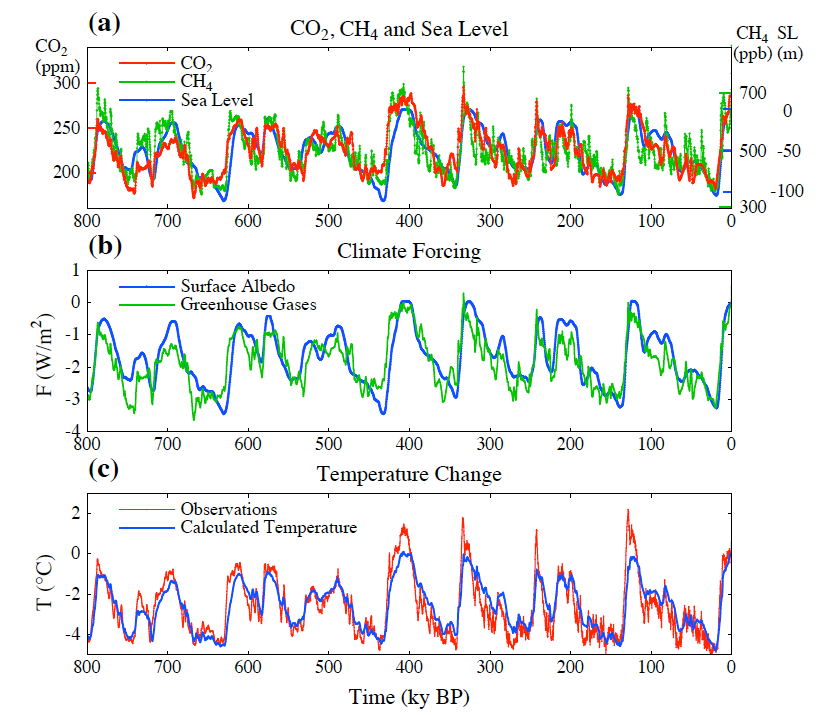 (a) CO2, CH4 and Sea Level
CO2 (ppm)
CH4 (ppb)
SL (m)
CO2
CH4
Sea Level
300
250
200
700
500
300
0
-50
-100
800 700 600 500 400 300 200 100 0
(b) Climate Forcing
Surface Albedo
Greenhouse Gases
F (W/m2)
1
0
-1
-2
-3
-4
800 700 600 500 400 300 200 100 0
(c) Temperature Change
Observations
Calculated Temperature
T (°C)
2
0
-2
-4
800 700 600 500 400 300 200 100 0
Time (ky BP)